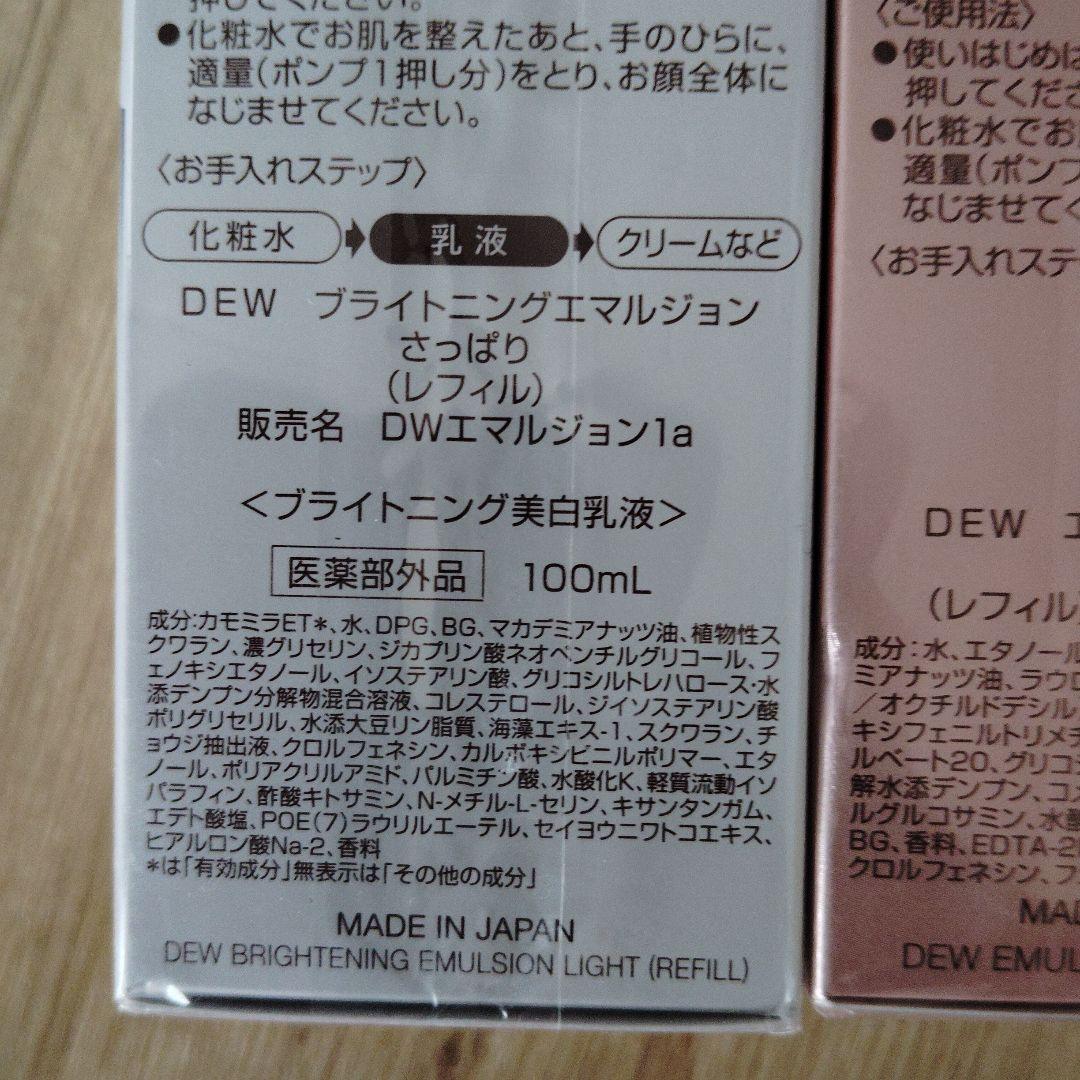 押してください。
●化粧水でお肌を整えたあと、手のひらに、
適量(ポンプ1押し分)をとり、お顔全体に
なじませてください。
〈お手入れステップ〉
化粧水 乳液 クリームなど
DEW ブライトニングエマルジョン
さっぱり
(レフィル)
販売名 DWエマルジョン1a
<ブライトニング美白乳液>
医薬部外品 100mL
成分:カモミラET*、水、DPG、BG、マカデミアナッツ油、植物性ス
クワラン、濃グリセリン、ジカプリン酸ネオペンチルグリコール、フ
ェノキシエタノール、イソステアリン酸、グリコシルトレハロース・水
添デンプン分解物混合溶液、コレステロール、ジイソステアリン酸
ポリグリセリル、水添大豆リン脂質、海藻エキス-1、スクワラン、チ
ョウジ抽出液、クロルフェネシン、カルボキシビニルポリマー、エタ
ノール、ポリアクリルアミド、パルミチン酸、水酸化K、軽質流動イソ
パラフィン、酢酸キトサミン、N-メチル-L-セリン、キサンタンガム、
エデト酸塩、POE(7)ラウリルエーテル、セイヨウニワトコエキス、
ヒアルロン酸Na-2、香料
*は「有効成分」無表示は「その他の成分」
MADE IN JAPAN
DEW BRIGHTENING EMULSION LIGHT (REFILL)
〈ご使用法〉
●使いはじめは
押してくださ
●化粧水でお
適量(ポンプ
なじませてく
〈お手入れステ
DEW エ
(レフィル
成分:水、エタノール
ミアナッツ油、ラウロ
/オクチルドデシル
キシフェニルトリメチ
ルベート20、グリコシ
解水添デンプン、コメ
ルグルコサミン、水酸
BG、香料、EDTA-2
クロルフェネシン、フ
MAD
DEW EMUL